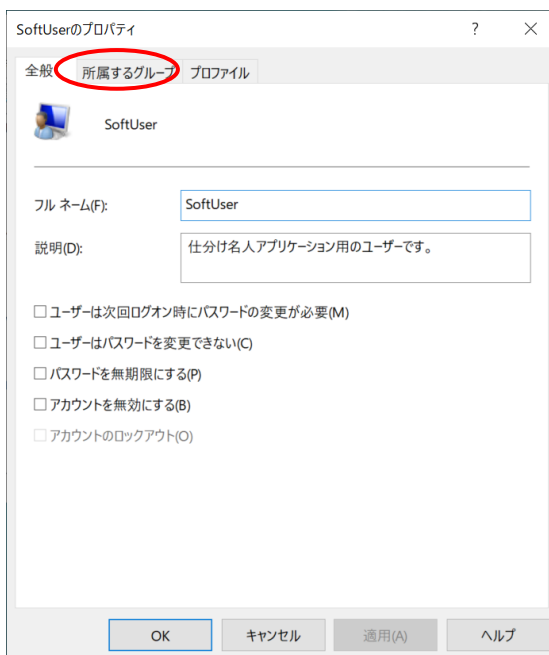 SoftUserのプロパティ ? ×
全般 所属するグループ プロファイル
SoftUser
フル ネーム(F): SoftUser
説明(D): 仕分け名人アプリケーション用のユーザーです。
ユーザーは次回ログオン時にパスワードの変更が必要(M)
ユーザーはパスワードを変更できない(C)
パスワードを無期限にする(P)
アカウントを無効にする(B)
アカウントのロックアウト(O)
OK キャンセル 適用(A) ヘルプ